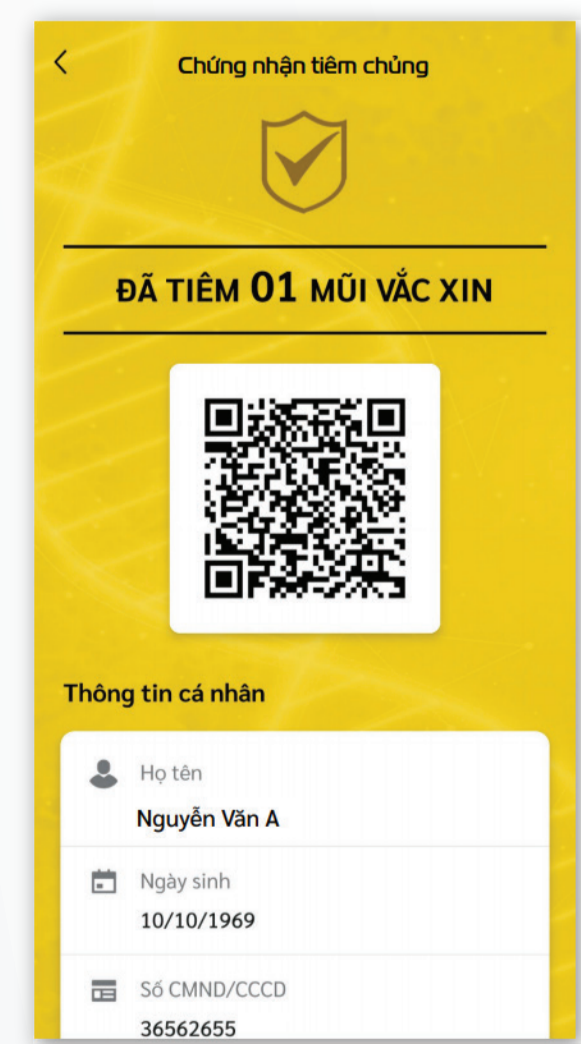 Chứng nhận tiêm chủng
ĐÃ TIÊM 01 MŨI VẮC XIN
Thông tin cá nhân
Họ tên
Nguyễn Văn A
Ngày sinh
10/10/1969
Số CMND/CCCD
36562655